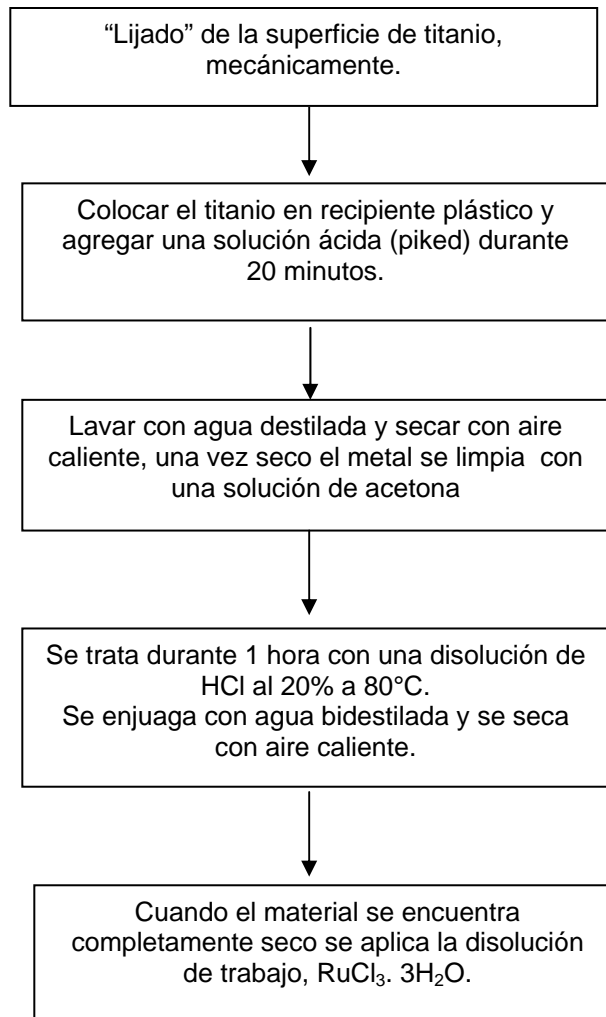 “Lijado” de la superficie de titanio,
mecánicamente.
Colocar el titanio en recipiente plástico y
agregar una solución ácida (piked) durante
20 minutos.
Lavar con agua destilada y secar con aire
caliente, una vez seco el metal se limpia  con
una solución de acetona
Se trata durante 1 hora con una disolución de
HCl al 20% a 80°C.
Se enjuaga con agua bidestilada y se seca
con aire caliente.
Cuando el material se encuentra
completamente seco se aplica la disolución
de trabajo, RuCl₃. 3H₂O.